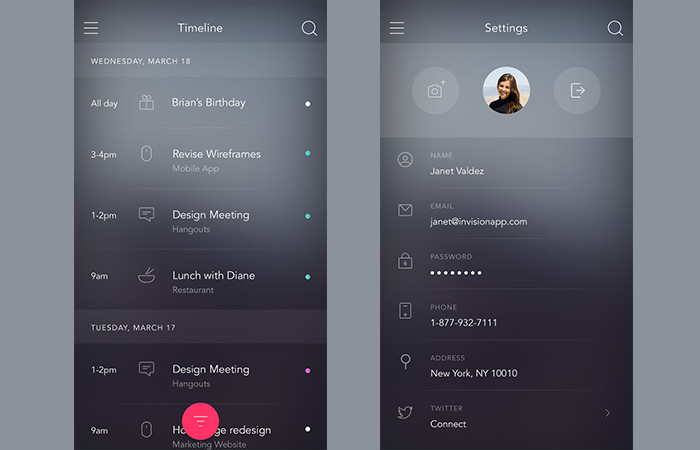 Timeline
WEDNESDAY, MARCH 18
All day
Brian's Birthday
3-4pm
Revise Wireframes
Mobile App
1-2pm
Design Meeting
Hangouts
9am
Lunch with Diane
Restaurant
TUESDAY, MARCH 17
1-2pm
Design Meeting
Hangouts
9am
redesign
Marketing Website
Settings
NAME
Janet Valdez
EMAIL
janet@invisionapp.com
PASSWORD
PHONE
1-877-932-7111
ADDRESS
New York, NY 10010
TWITTER
Connect